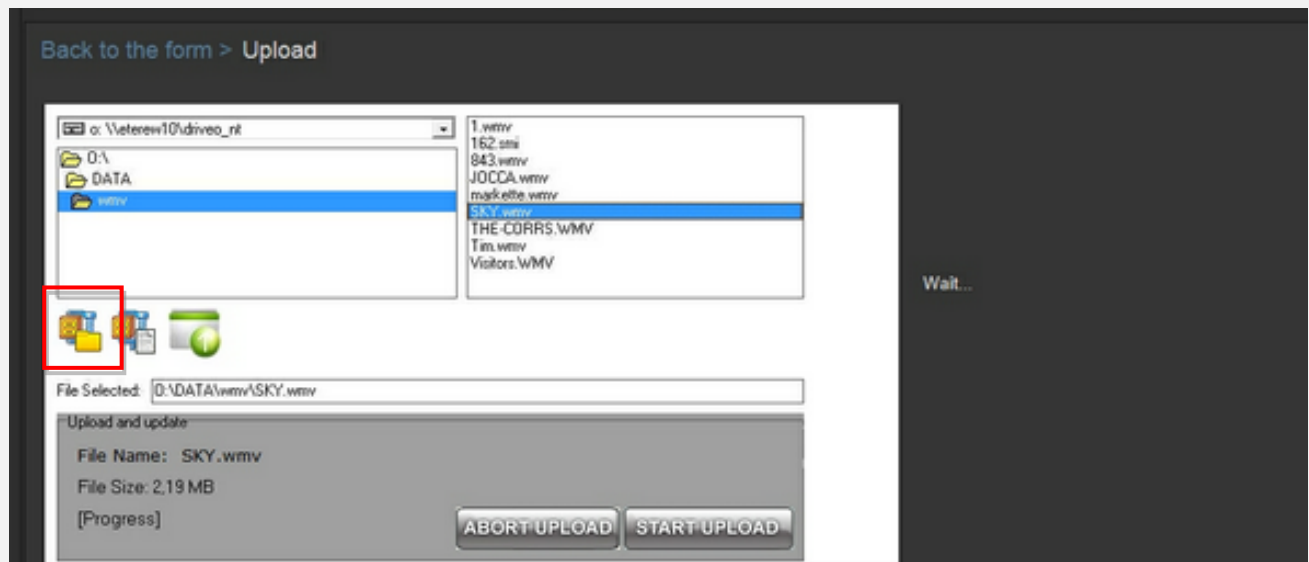 Back to the form > Upload
o: \\eterew10\driveo_nt
O:\
DATA
wmv
1.wmv
162.smi
843.wmv
JOCCA.wmv
markette.wmv
SKY.wmv
THE-CORRS.WMV
Tim.wmv
Visitors.WMV
Wait...
File Selected: O:\DATA\wmv\SKY.wmv
Upload and update
File Name: SKY.wmv
File Size: 2,19 MB
[Progress]
ABORT UPLOAD
START UPLOAD